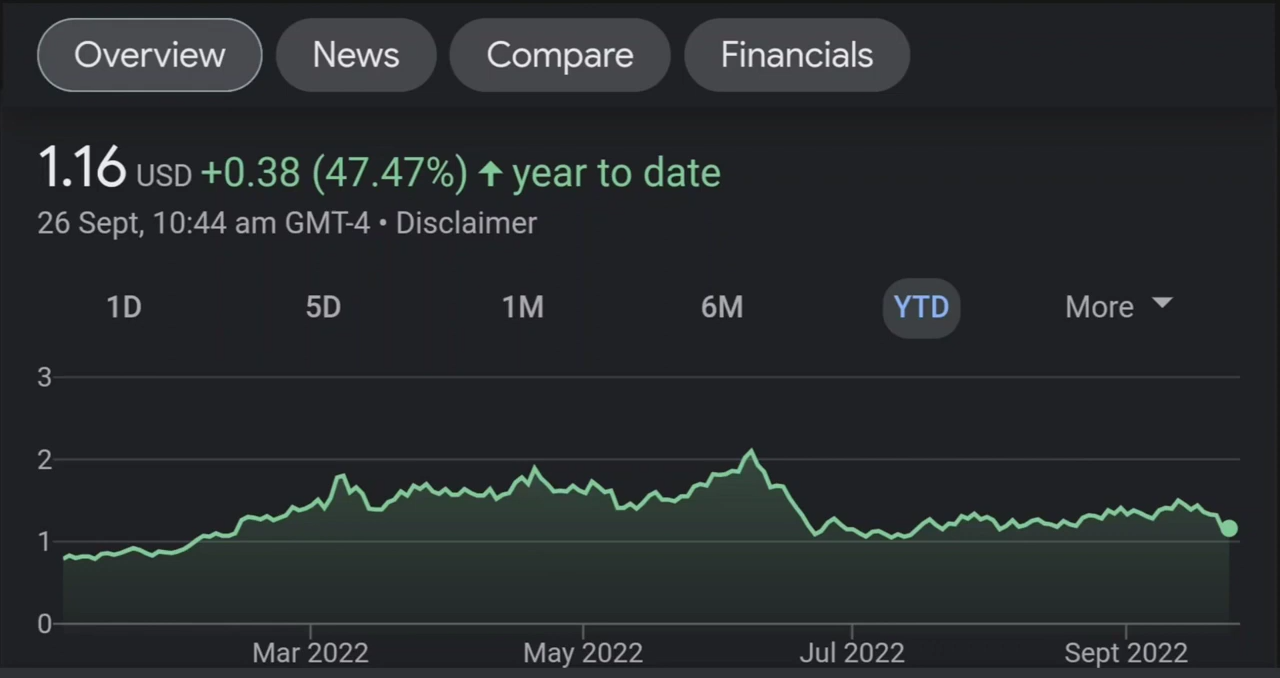 Overview News Compare Financials
1.16 USD +0.38 (47.47%) ↑ year to date
26 Sept, 10:44 am GMT-4 • Disclaimer
1D 5D 1M 6M YTD More
3
2
1
0
Mar 2022 May 2022 Jul 2022 Sept 2022